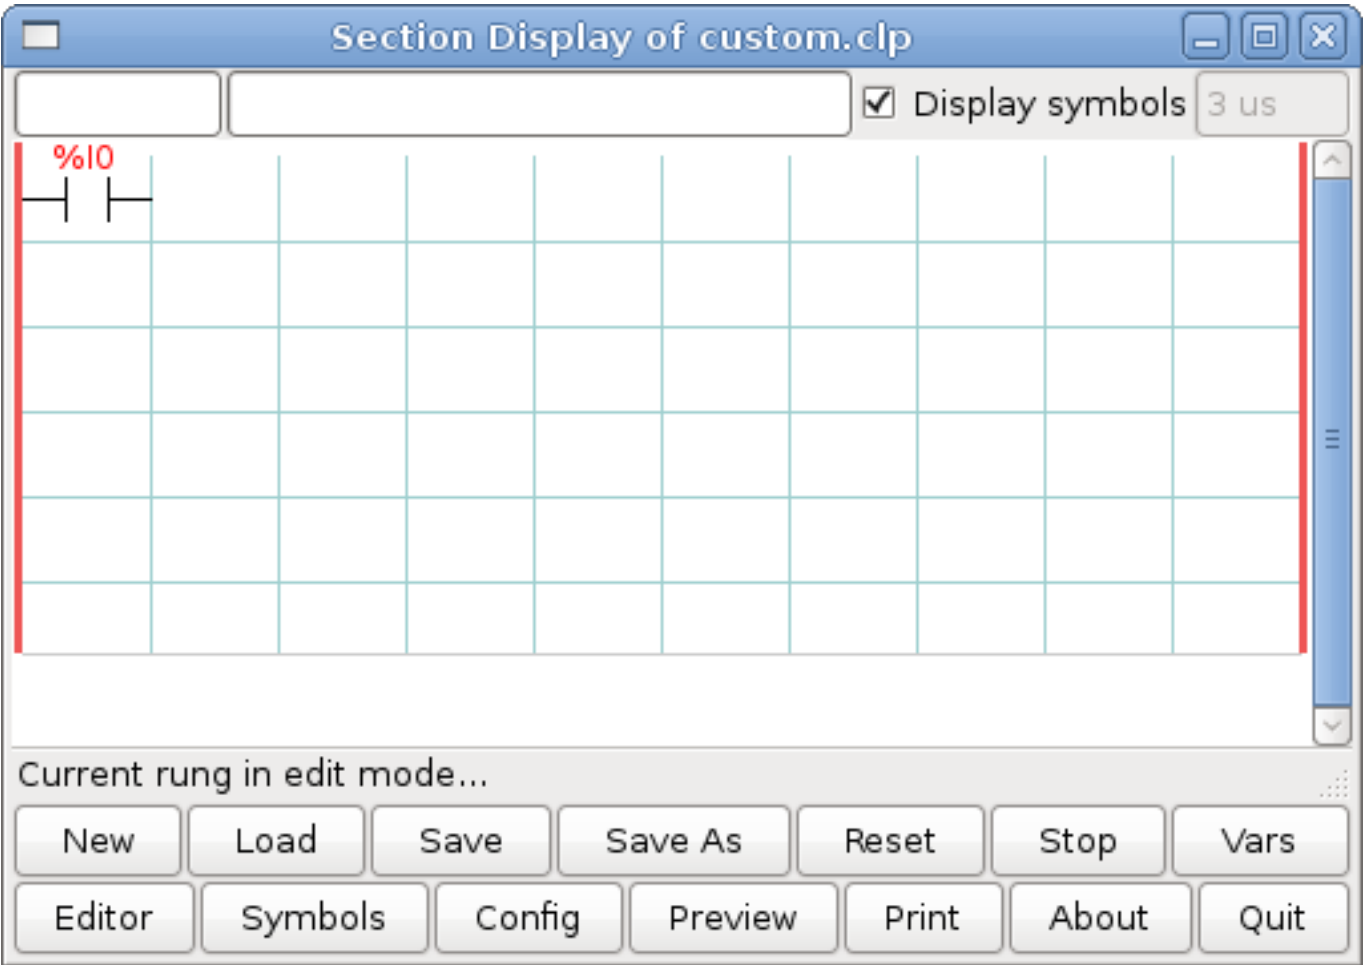 Section Display of custom.clp
Display symbols 3 us
%I0
Current rung in edit mode...
New Load Save Save As Reset Stop Vars
Editor Symbols Config Preview Print About Quit